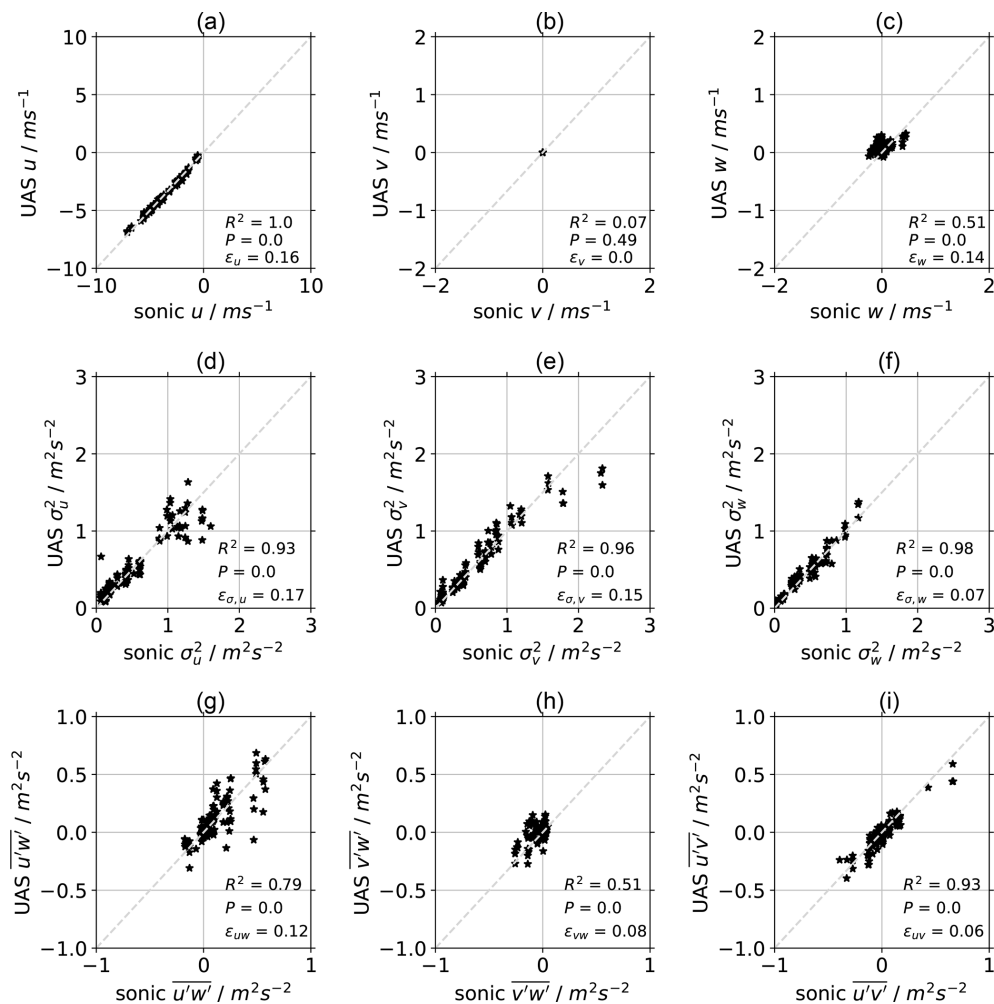 (a)
10
5
0
−5
−10
−10 0 10
UAS u / ms⁻¹
sonic u / ms⁻¹
R² = 1.0
P = 0.0
εᵤ = 0.16
(b)
2
1
0
−1
−2
−2 0 2
UAS v / ms⁻¹
sonic v / ms⁻¹
R² = 0.07
P = 0.49
εᵥ = 0.0
(c)
2
1
0
−1
−2
−2 0 2
UAS w / ms⁻¹
sonic w / ms⁻¹
R² = 0.51
P = 0.0
ε_w = 0.14
(d)
3
2
1
0
0 1 2 3
UAS σ²ᵤ / m²s⁻²
sonic σ²ᵤ / m²s⁻²
R² = 0.93
P = 0.0
ε_σ,u = 0.17
(e)
3
2
1
0
0 1 2 3
UAS σ²ᵥ / m²s⁻²
sonic σ²ᵥ / m²s⁻²
R² = 0.96
P = 0.0
ε_σ,v = 0.15
(f)
3
2
1
0
0 1 2 3
UAS σ²_w / m²s⁻²
sonic σ²_w / m²s⁻²
R² = 0.98
P = 0.0
ε_σ,w = 0.07
(g)
1.0
0.5
0.0
−0.5
−1.0
−1 0 1
UAS u′w′ / m²s⁻²
sonic u′w′ / m²s⁻²
R² = 0.79
P = 0.0
ε_uw = 0.12
(h)
1.0
0.5
0.0
−0.5
−1.0
−1 0 1
UAS v′w′ / m²s⁻²
sonic v′w′ / m²s⁻²
R² = 0.51
P = 0.0
ε_vw = 0.08
(i)
1.0
0.5
0.0
−0.5
−1.0
−1 0 1
UAS u′v′ / m²s⁻²
sonic u′v′ / m²s⁻²
R² = 0.93
P = 0.0
ε_uv = 0.06